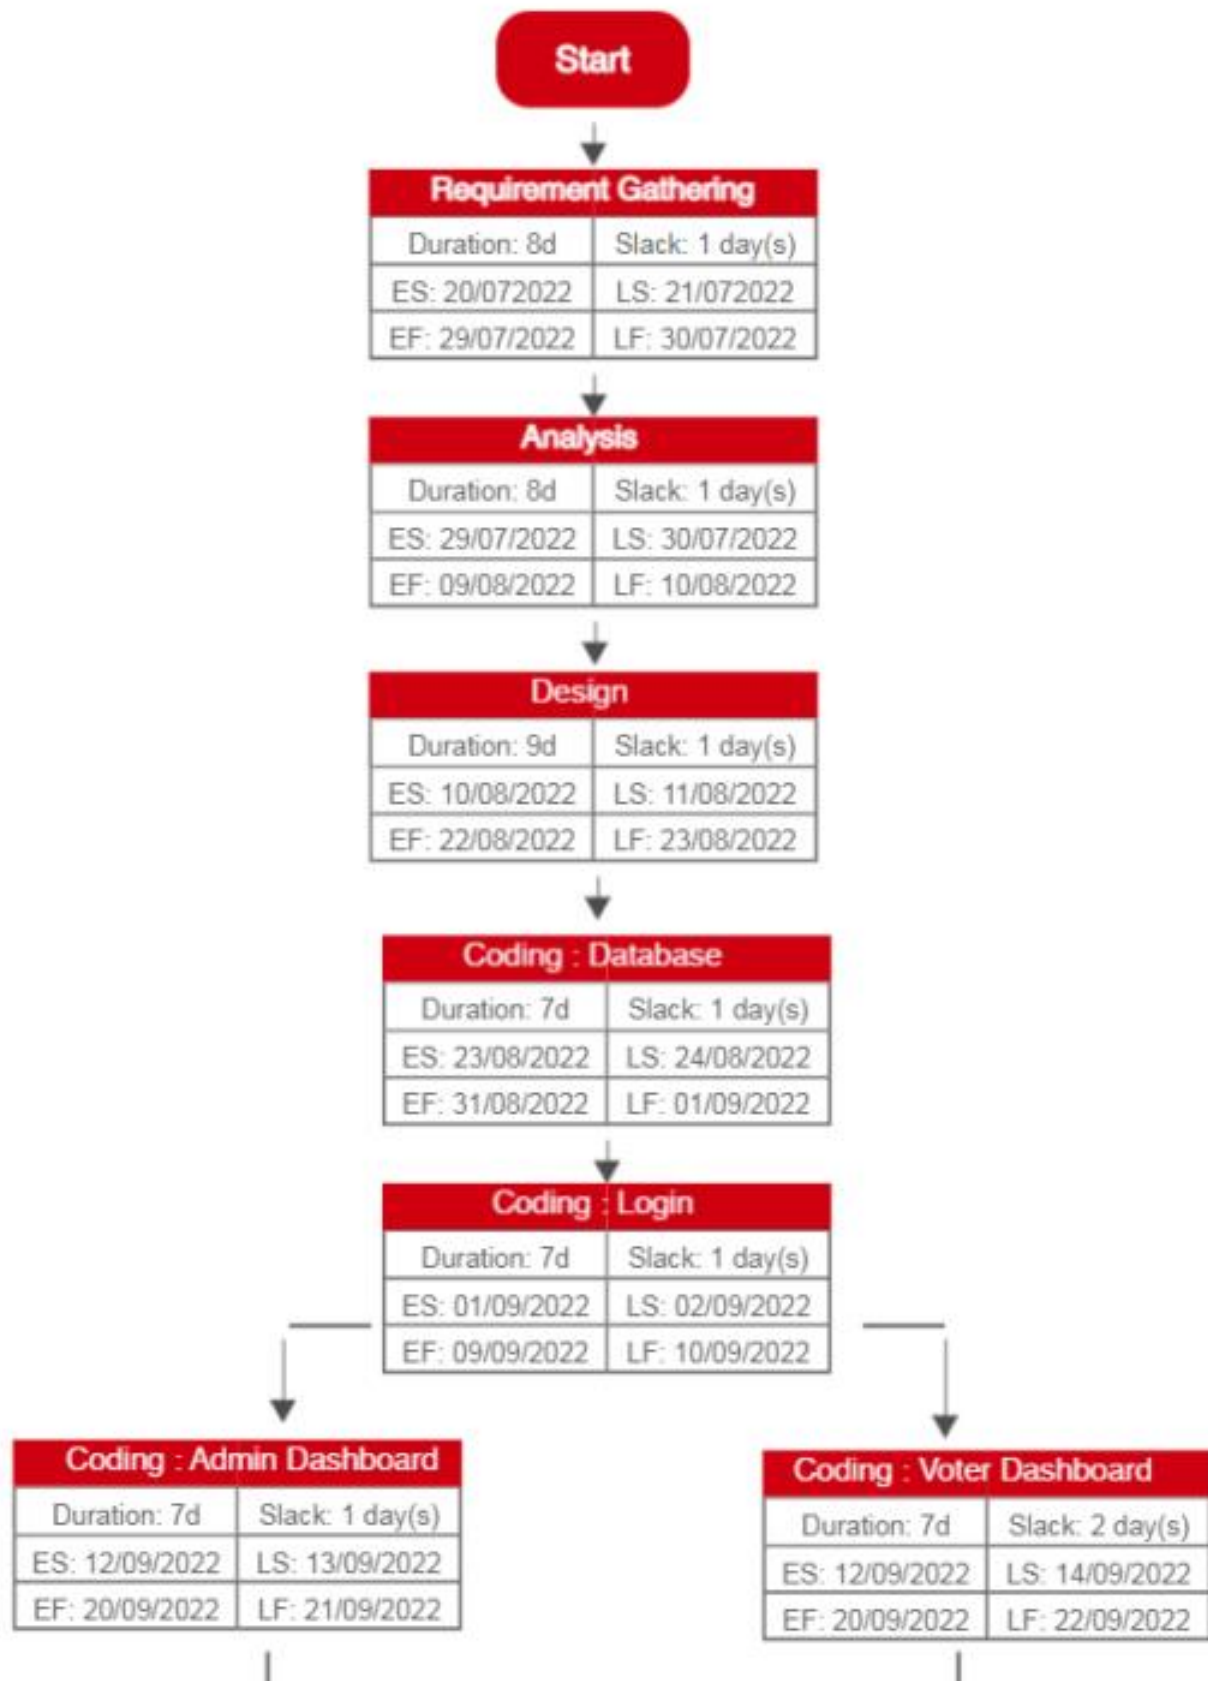 Start
Requirement Gathering
Duration: 8d Slack: 1 day(s)
ES: 20/072022 LS: 21/072022
EF: 29/07/2022 LF: 30/07/2022
Analysis
Duration: 8d Slack: 1 day(s)
ES: 29/07/2022 LS: 30/07/2022
EF: 09/08/2022 LF: 10/08/2022
Design
Duration: 9d Slack: 1 day(s)
ES: 10/08/2022 LS: 11/08/2022
EF: 22/08/2022 LF: 23/08/2022
Coding : Database
Duration: 7d Slack: 1 day(s)
ES: 23/08/2022 LS: 24/08/2022
EF: 31/08/2022 LF: 01/09/2022
Coding : Login
Duration: 7d Slack: 1 day(s)
ES: 01/09/2022 LS: 02/09/2022
EF: 09/09/2022 LF: 10/09/2022
Coding : Admin Dashboard
Duration: 7d Slack: 1 day(s)
ES: 12/09/2022 LS: 13/09/2022
EF: 20/09/2022 LF: 21/09/2022
Coding : Voter Dashboard
Duration: 7d Slack: 2 day(s)
ES: 12/09/2022 LS: 14/09/2022
EF: 20/09/2022 LF: 22/09/2022